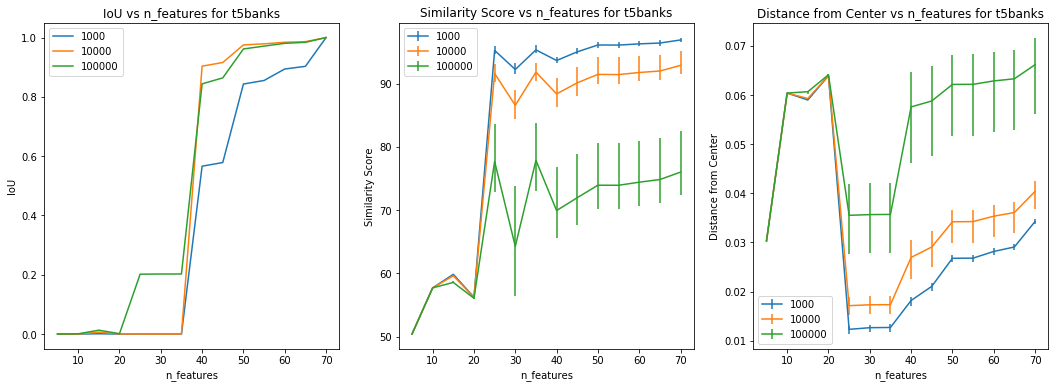 IoU vs n_features for t5banks
1000
10000
100000
1.0
0.8
0.6
0.4
0.2
0.0
IoU
10 20 30 40 50 60 70
n_features
Similarity Score vs n_features for t5banks
1000
10000
100000
90
80
70
60
50
Similarity Score
10 20 30 40 50 60 70
n_features
Distance from Center vs n_features for t5banks
0.07
0.06
0.05
0.04
0.03
0.02
0.01
Distance from Center
1000
10000
100000
10 20 30 40 50 60 70
n_features